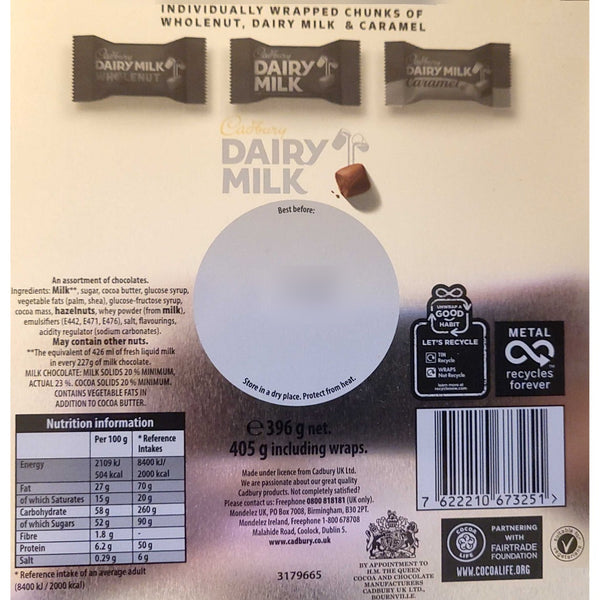 INDIVIDUALLY WRAPPED CHUNKS OF
WHOLENUT, DAIRY MILK & CARAMEL
Cadbury
DAIRY MILK
WHOLENUT
Cadbury
DAIRY
MILK
Cadbury
DAIRY MILK
Caramel
Cadbury
DAIRY
MILK
Best before:
Store in a dry place. Protect from heat.
An assortment of chocolates.
Ingredients: Milk**, sugar, cocoa butter, glucose syrup,
vegetable fats (palm, shea), glucose-fructose syrup,
cocoa mass, hazelnuts, whey powder (from milk),
emulsifiers (E442, E471, E476), salt, flavourings,
acidity regulator (sodium carbonates).
May contain other nuts.
**The equivalent of 426 ml of fresh liquid milk
in every 227g of milk chocolate.
MILK CHOCOLATE: MILK SOLIDS 20 % MINIMUM,
ACTUAL 23 %. COCOA SOLIDS 20 % MINIMUM.
CONTAINS VEGETABLE FATS IN
ADDITION TO COCOA BUTTER.
Nutrition information
Per 100 g * Reference Intakes
Energy 2109 kJ 8400 kJ/
504 kcal 2000 kcal
Fat 27 g 70 g
of which Saturates 15 g 20 g
Carbohydrate 58 g 260 g
of which Sugars 52 g 90 g
Fibre 1.8 g -
Protein 6.2 g 50 g
Salt 0.29 g 6 g
* Reference intake of an average adult
(8400 kJ / 2000 kcal)
℮ 396 g net.
405 g including wraps.
Made under licence from Cadbury UK Ltd.
We are passionate about our great quality
Cadbury products. Not completely satisfied?
Please contact us: Freephone 0800 818181 (UK only).
Mondelez UK, PO Box 7008, Birmingham, B30 2PT.
Mondelez Ireland, Freephone 1-800 678708
Malahide Road, Coolock, Dublin 5.
www.cadbury.co.uk
3179665
UNWRAP A
GOOD
HABIT
LET'S RECYCLE
TIN
Recycle
WRAPS
Not Recycle
learn more at
recyclenow.com
METAL
recycles
forever
TM
7 622210 673251 >
BY APPOINTMENT TO
H.M. THE QUEEN
COCOA AND CHOCOLATE
MANUFACTURERS
CADBURY UK LTD.,
BOURNVILLE.
COCOA
LIFE
PARTNERING
WITH
FAIRTRADE
FOUNDATION
WWW.COCOALIFE.ORG
Suitable for
vegetarians